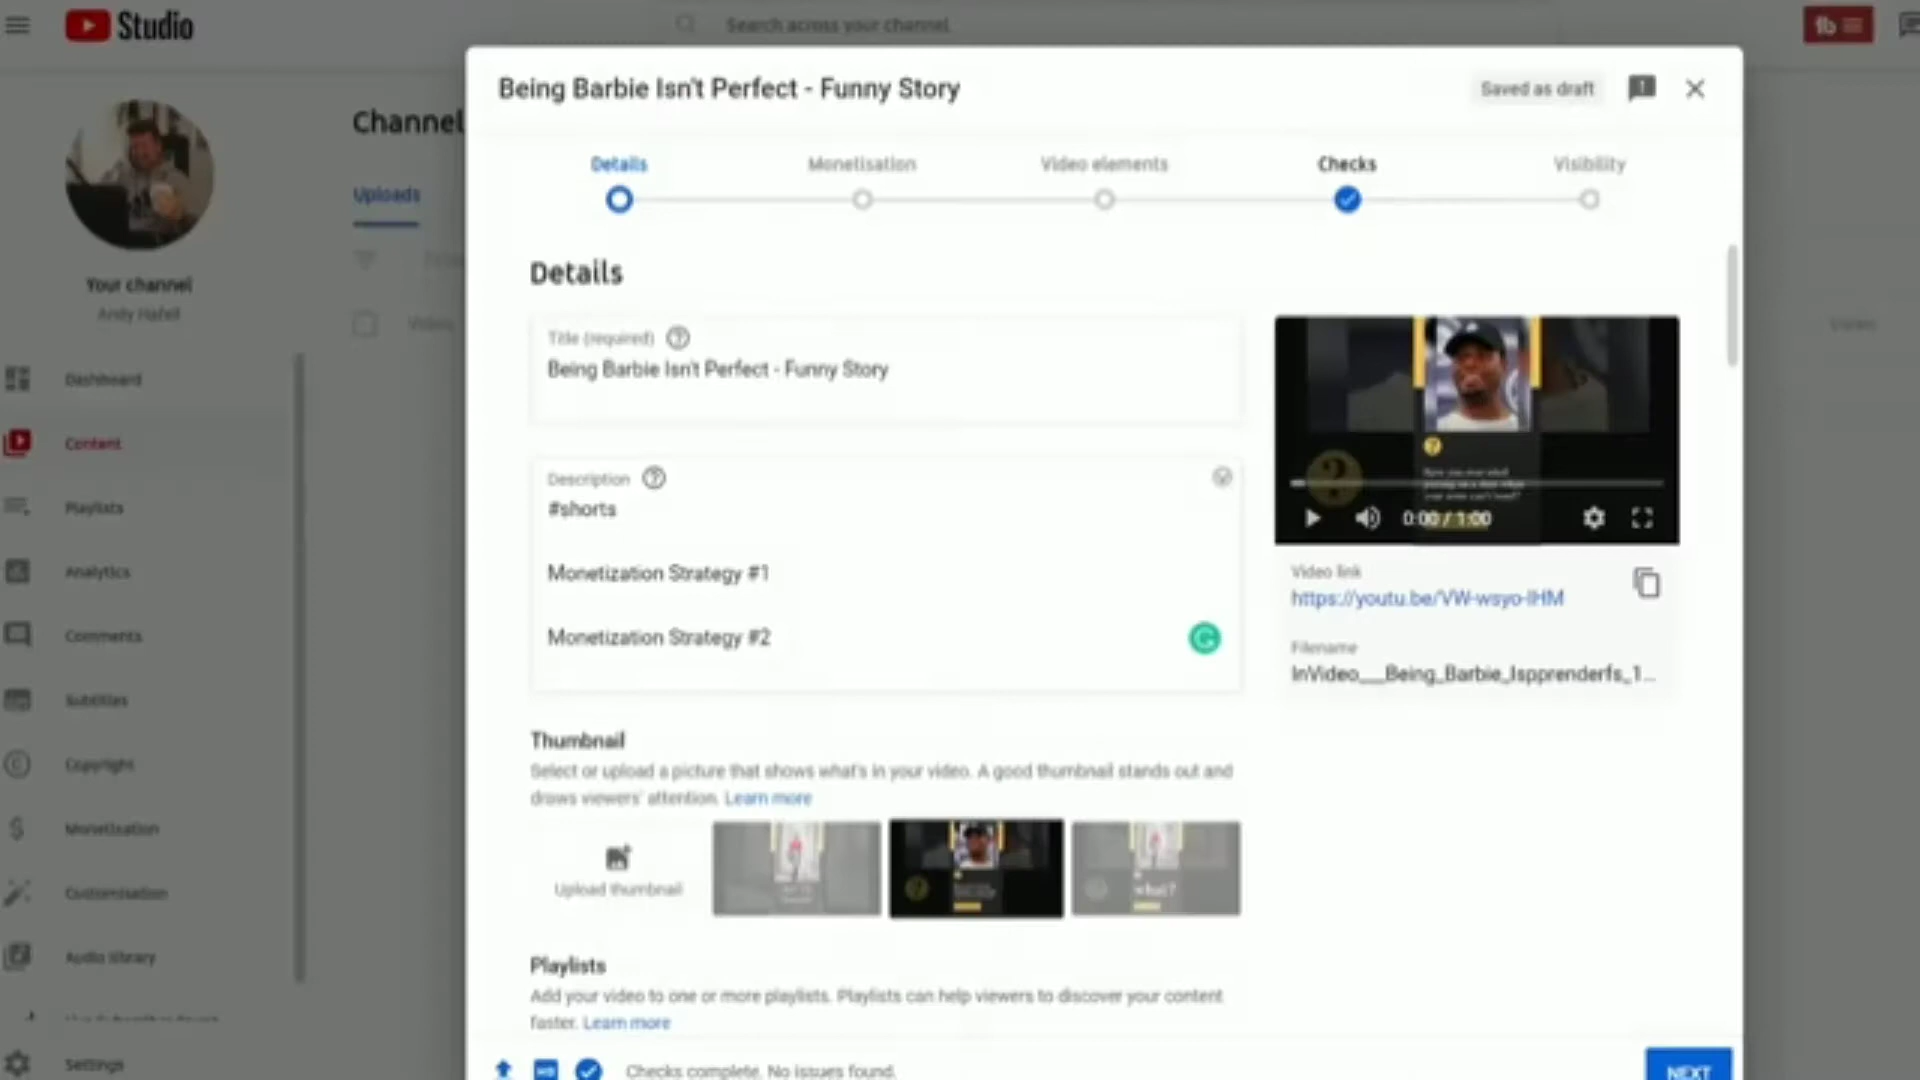 Studio
Search across your channel
Being Barbie Isn't Perfect - Funny Story
Saved as draft
Channel
Details
Monetisation
Video elements
Checks
Visibility
Uploads
Details
Your channel
Andy Hafell
Title (required)
Being Barbie Isn't Perfect - Funny Story
Video
Dashboard
Content
Description
#shorts
Playlists
0:00 / 1:00
Monetization Strategy #1
Video link
https://youtu.be/VW-wsyo-IHM
Analytics
Monetization Strategy #2
Comments
Filename
InVideo___Being_Barbie_Ispprenderfs_1...
Subtitles
Thumbnail
Select or upload a picture that shows what's in your video. A good thumbnail stands out and
draws viewers' attention. Learn more
Copyright
Monetisation
Upload thumbnail
what?
Customisation
Audio library
Playlists
Add your video to one or more playlists. Playlists can help viewers to discover your content
faster. Learn more
Settings
Checks complete. No issues found.
NEXT